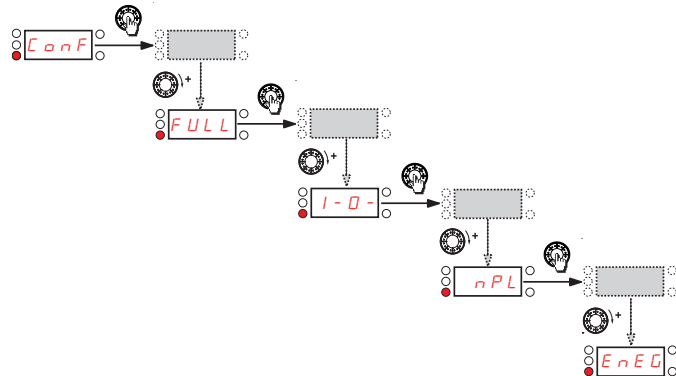 ConF
+
FULL
+
I-O-
+
nPL
+
EnEG